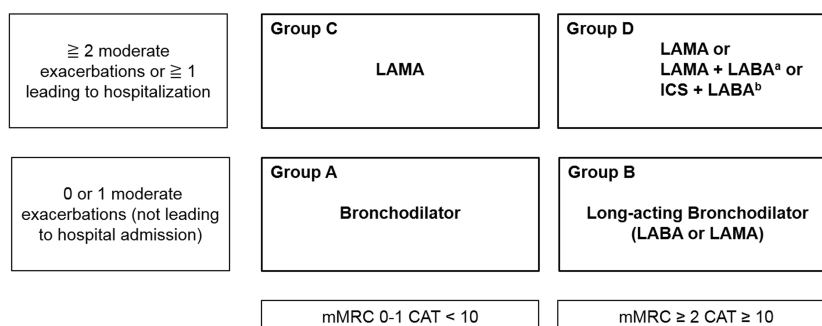 ≧ 2 moderate
exacerbations or ≧ 1
leading to hospitalization
Group C
LAMA
Group D
LAMA or
LAMA + LABAᵃ or
ICS + LABAᵇ
0 or 1 moderate
exacerbations (not leading
to hospital admission)
Group A
Bronchodilator
Group B
Long-acting Bronchodilator
(LABA or LAMA)
mMRC 0-1 CAT < 10
mMRC ≥ 2 CAT ≥ 10